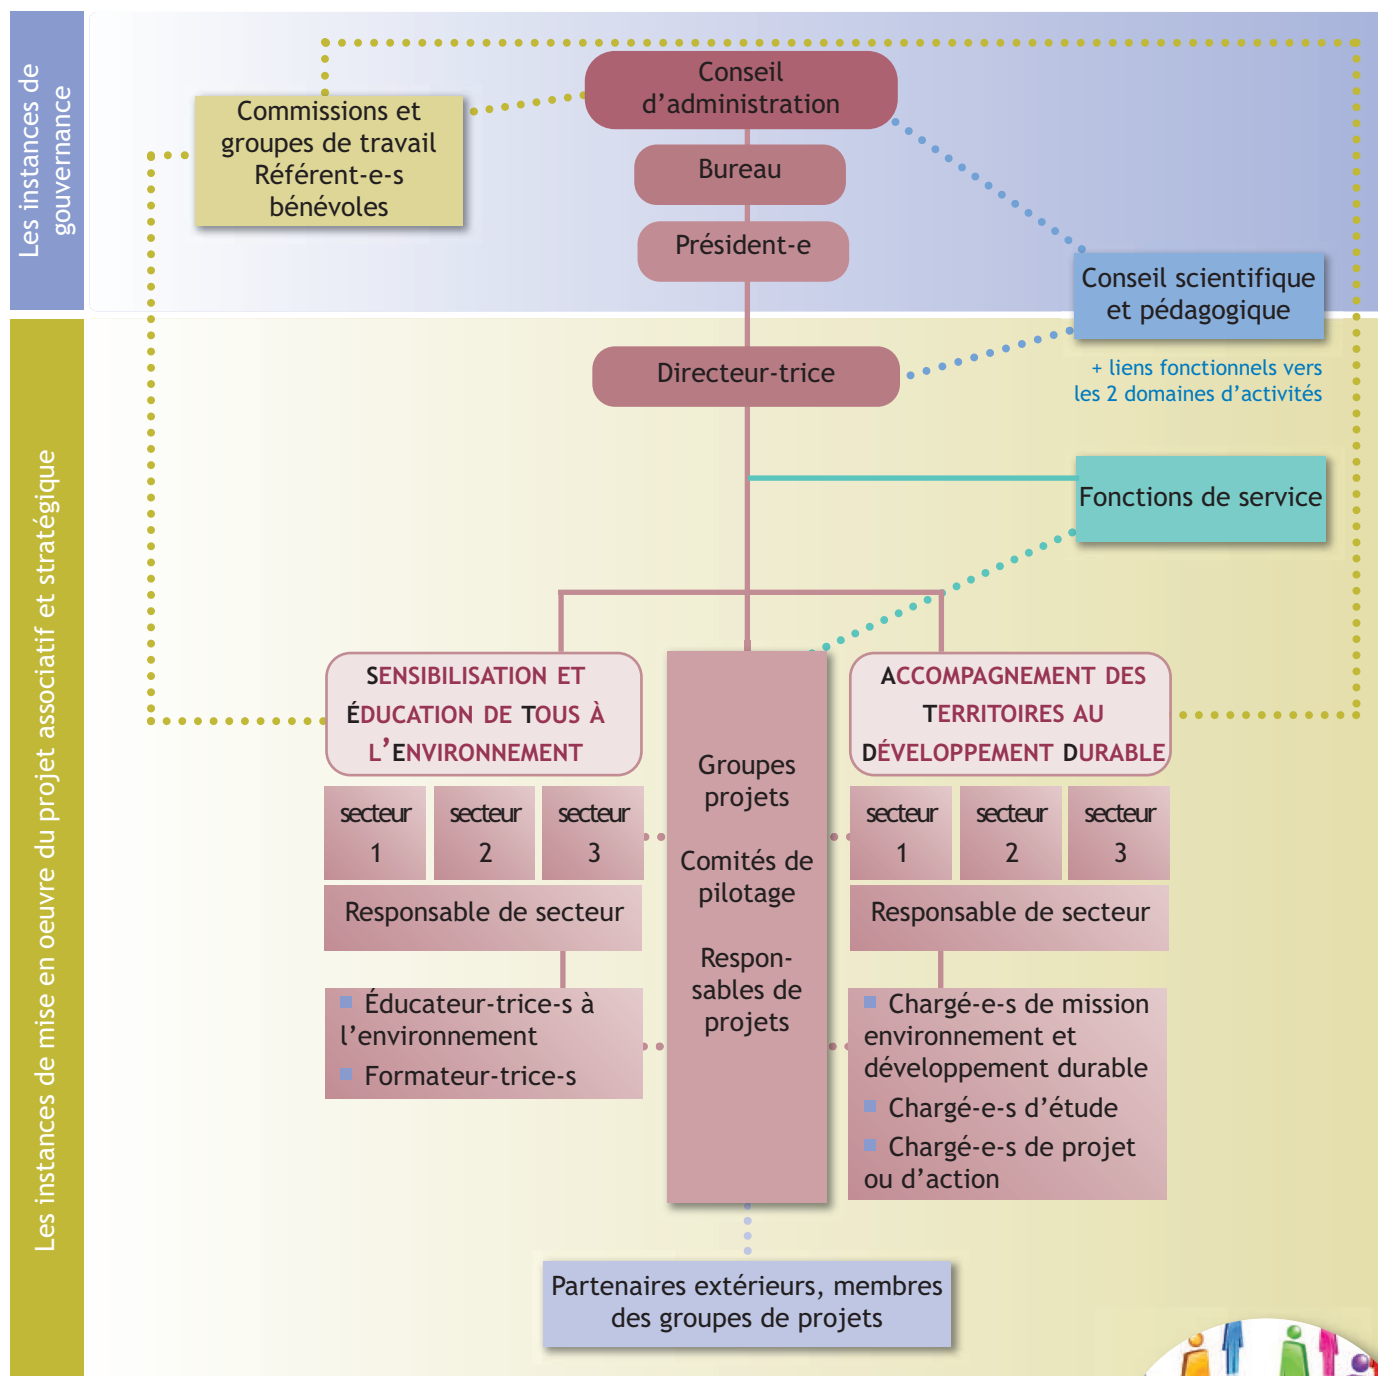 Les instances de
gouvernance
Conseil
d’administration
Commissions et
groupes de travail
Référent-e-s
bénévoles
Bureau
Président-e
Conseil scientifique
et pédagogique
Directeur-trice
+ liens fonctionnels vers
les 2 domaines d’activités
Les instances de mise en oeuvre du projet associatif et stratégique
Fonctions de service
SENSIBILISATION ET
ÉDUCATION DE TOUS À
L’ENVIRONNEMENT
secteur
1
secteur
2
secteur
3
Responsable de secteur
Éducateur-trice-s à
l’environnement
Formateur-trice-s
Groupes
projets
Comités de
pilotage
Respon-
sables de
projets
ACCOMPAGNEMENT DES
TERRITOIRES AU
DÉVELOPPEMENT DURABLE
secteur
1
secteur
2
secteur
3
Responsable de secteur
Chargé-e-s de mission
environnement et
développement durable
Chargé-e-s d’étude
Chargé-e-s de projet
ou d’action
Partenaires extérieurs, membres
des groupes de projets